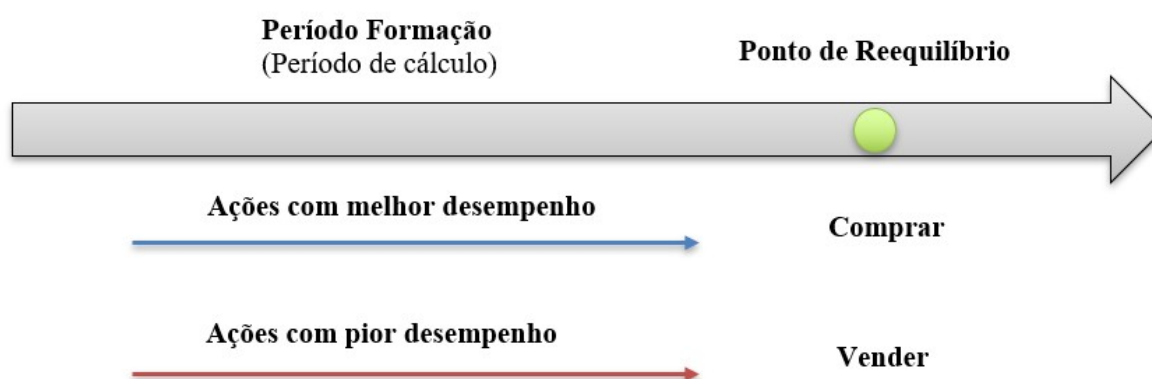 Período Formação
(Período de cálculo)
Ponto de Reequilíbrio
Ações com melhor desempenho
Comprar
Ações com pior desempenho
Vender